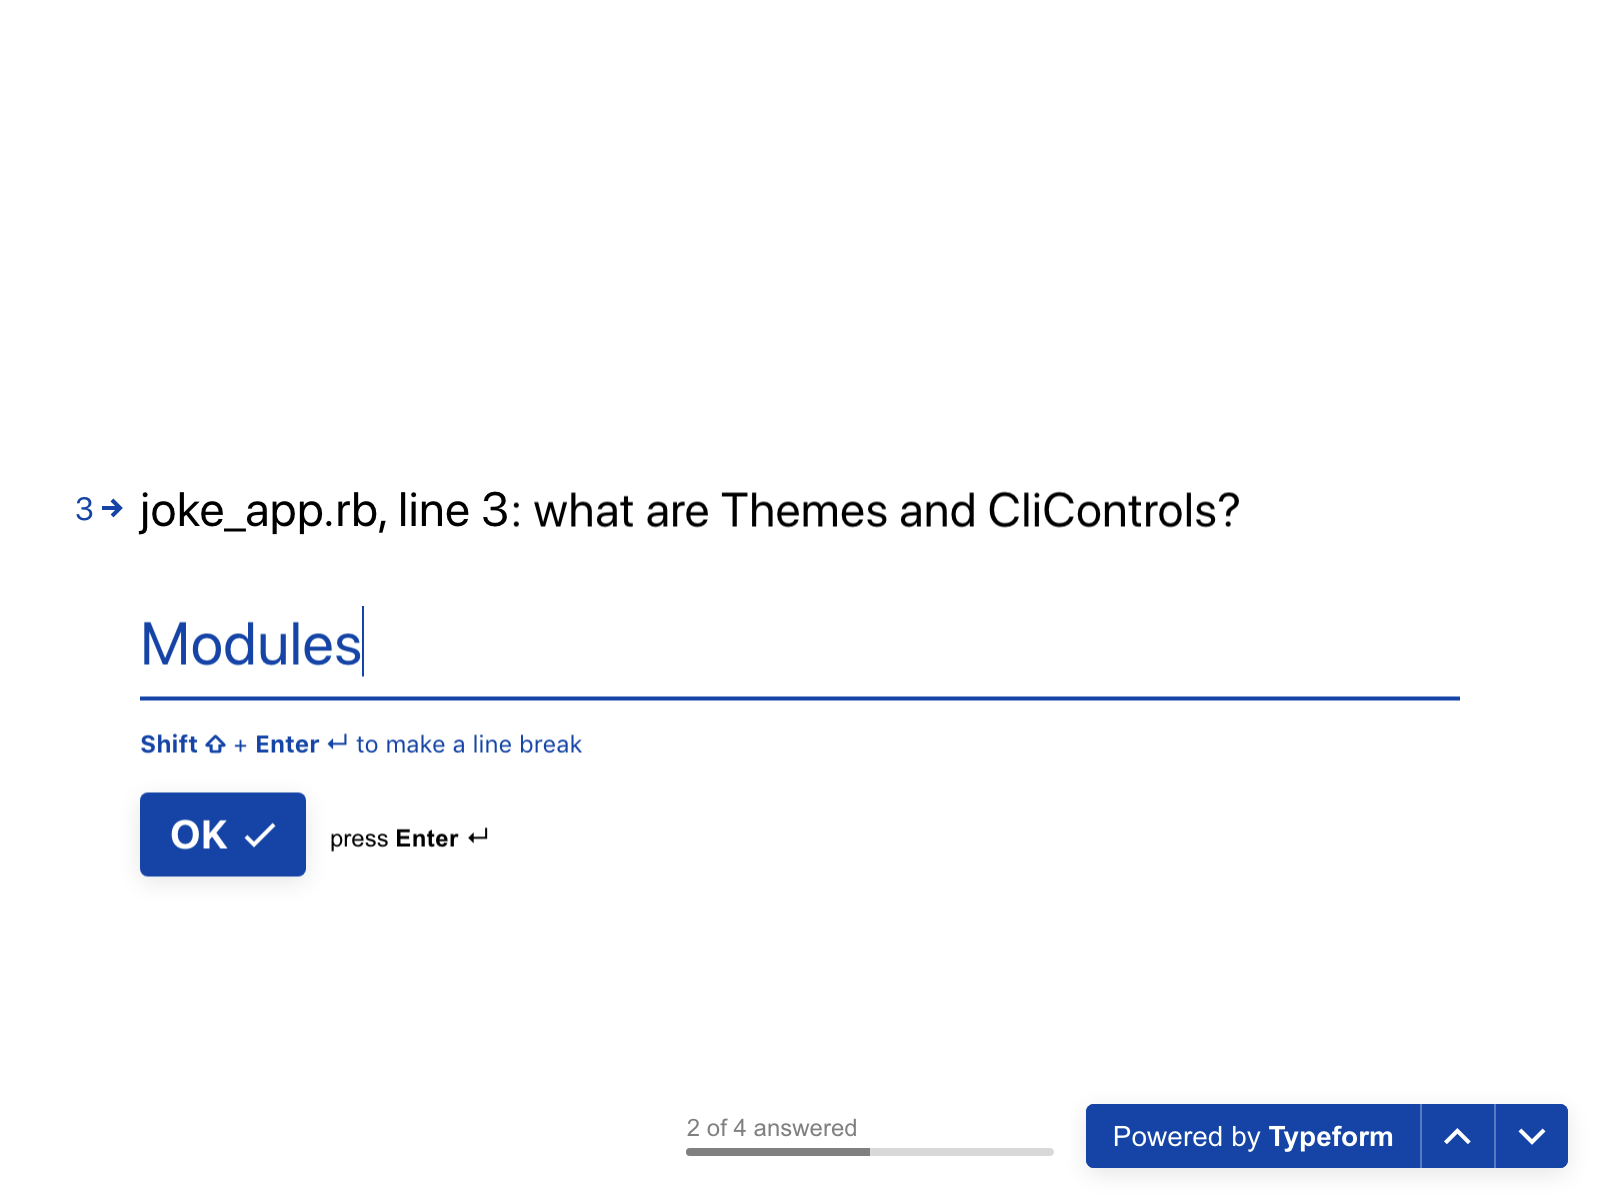 3 joke_app.rb, line 3: what are Themes and CliControls?
Modules
Shift + Enter to make a line break
OK press Enter
2 of 4 answered
Powered by Typeform